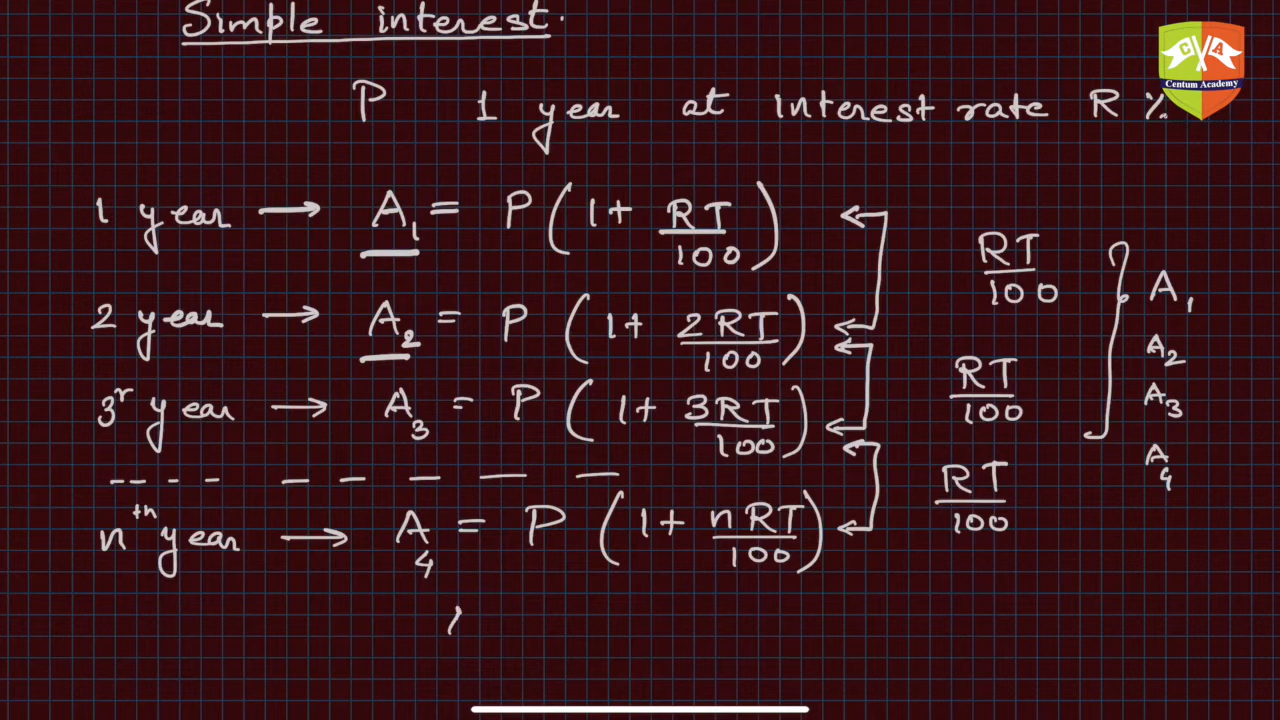 Simple interest.
C A
Centum Academy
P 1 year at interest rate R %
1 year → A₁ = P(1 + RT/100)
RT/100
A₁
2 year → A₂ = P(1 + 2RT/100)
A₂
RT/100
3r year → A₃ = P(1 + 3RT/100)
A₃
A₄
RT/100
nth year → A₄ = P(1 + nRT/100)